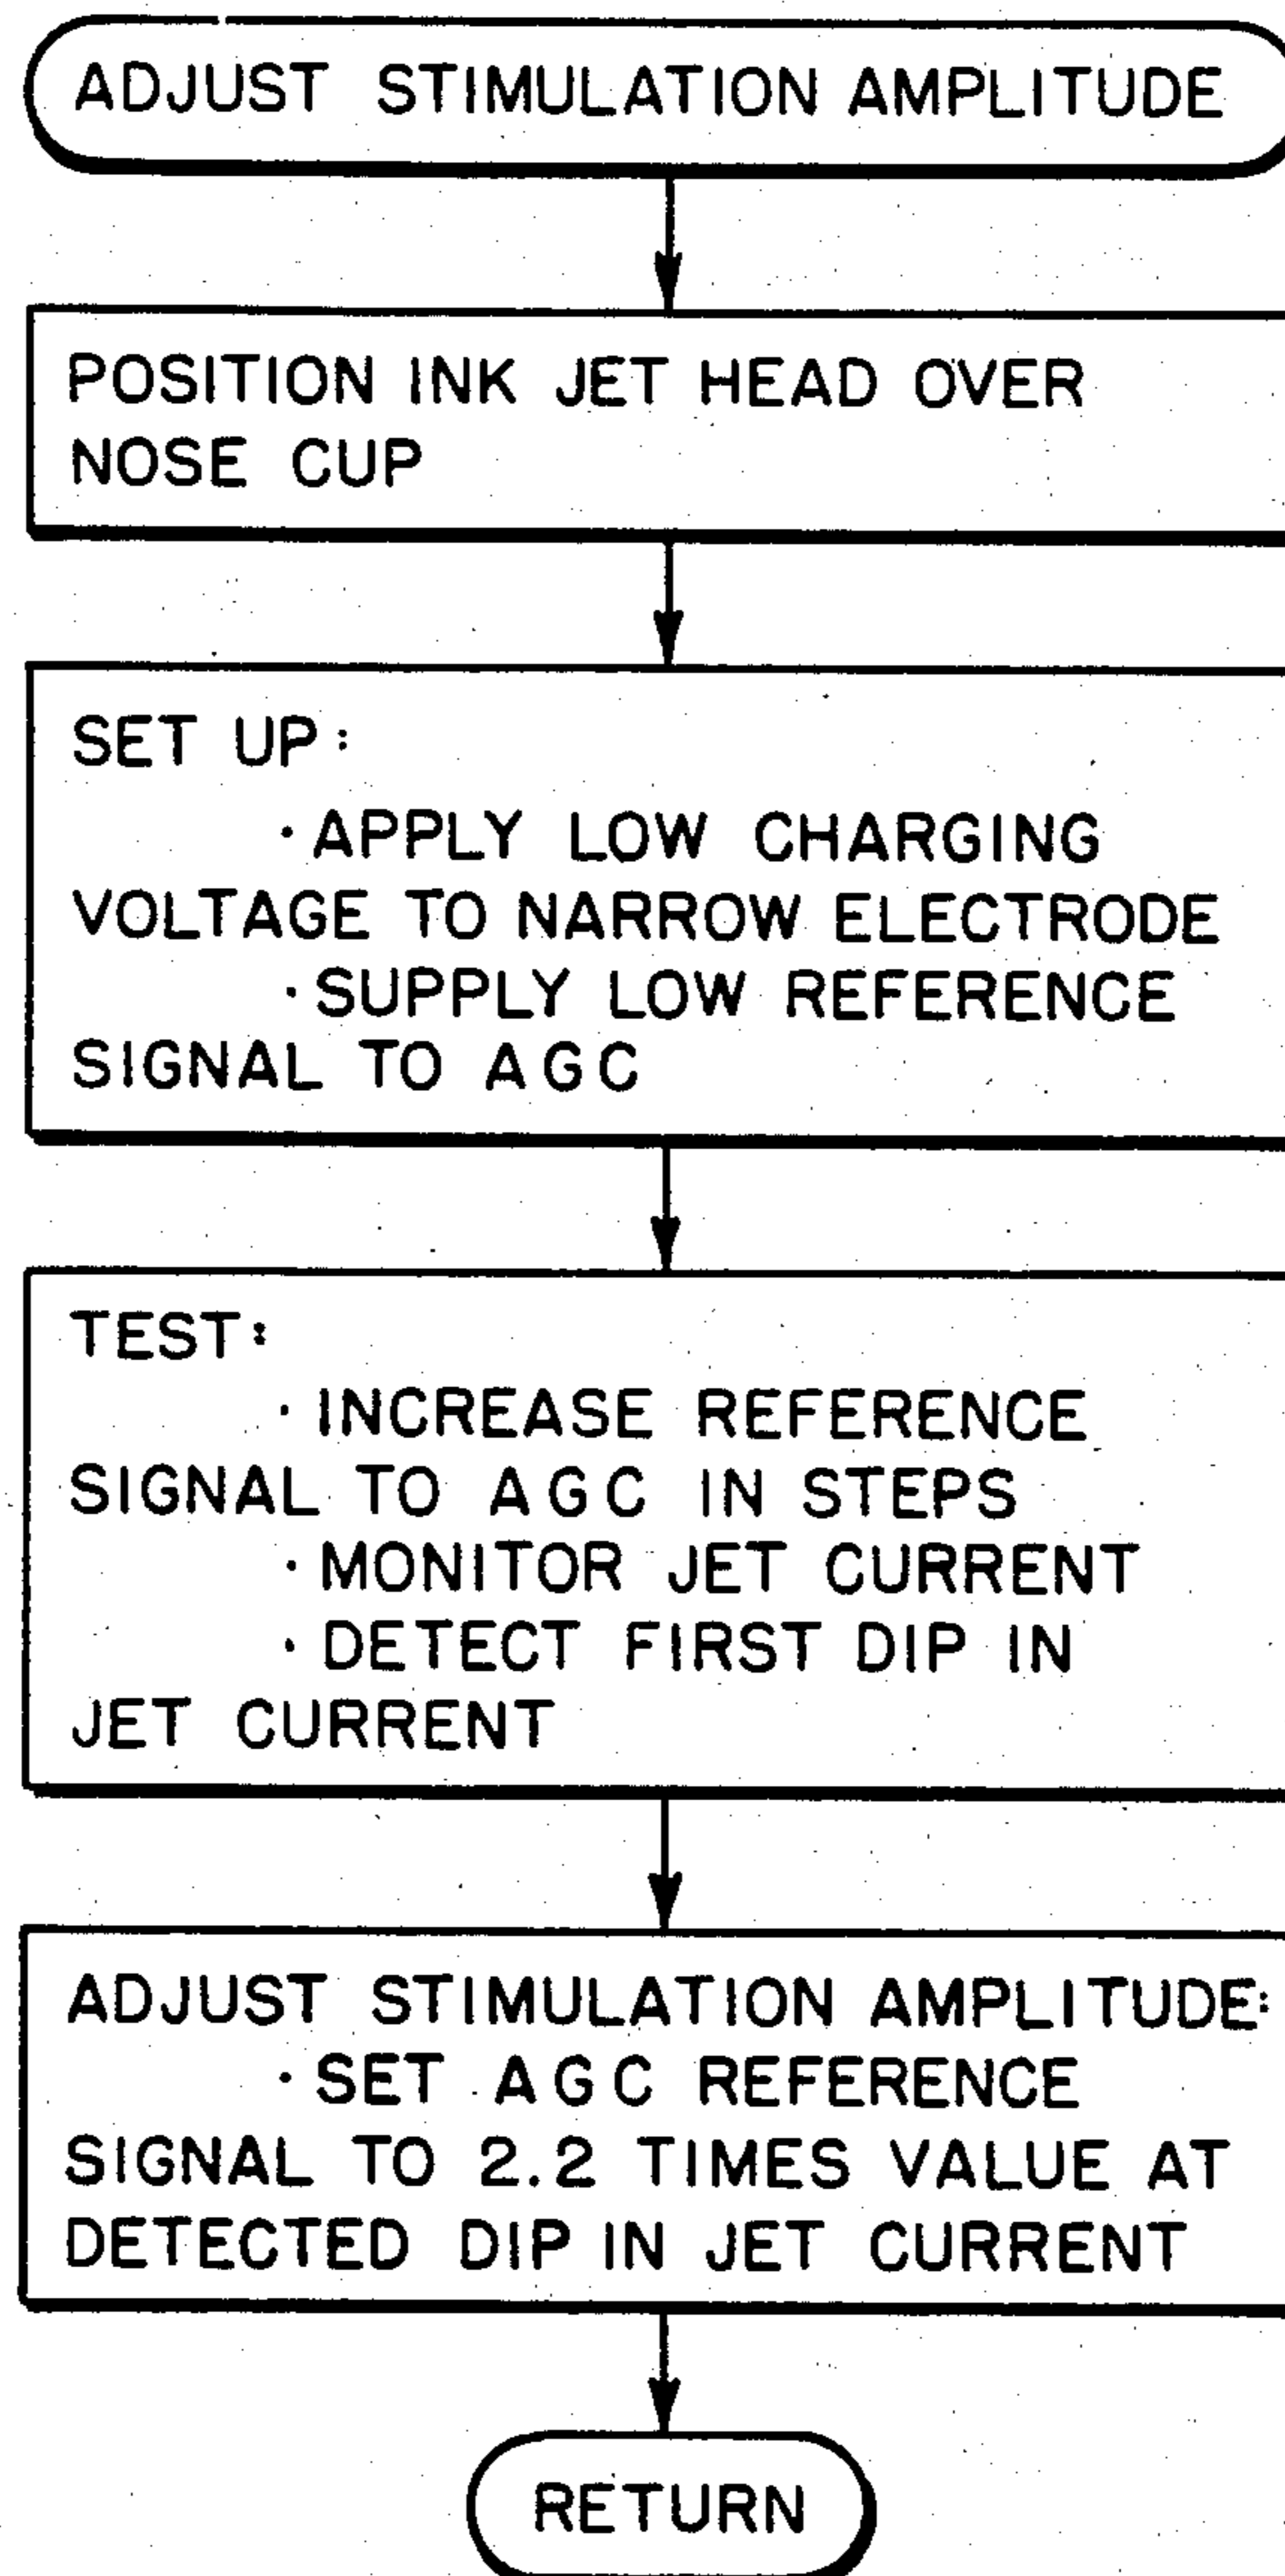 ADJUST STIMULATION AMPLITUDE
POSITION INK JET HEAD OVER
NOSE CUP
SET UP:
· APPLY LOW CHARGING
VOLTAGE TO NARROW ELECTRODE
· SUPPLY LOW REFERENCE
SIGNAL TO AGC
TEST:
· INCREASE REFERENCE
SIGNAL TO AGC IN STEPS
· MONITOR JET CURRENT
· DETECT FIRST DIP IN
JET CURRENT
ADJUST STIMULATION AMPLITUDE:
· SET AGC REFERENCE
SIGNAL TO 2.2 TIMES VALUE AT
DETECTED DIP IN JET CURRENT
RETURN